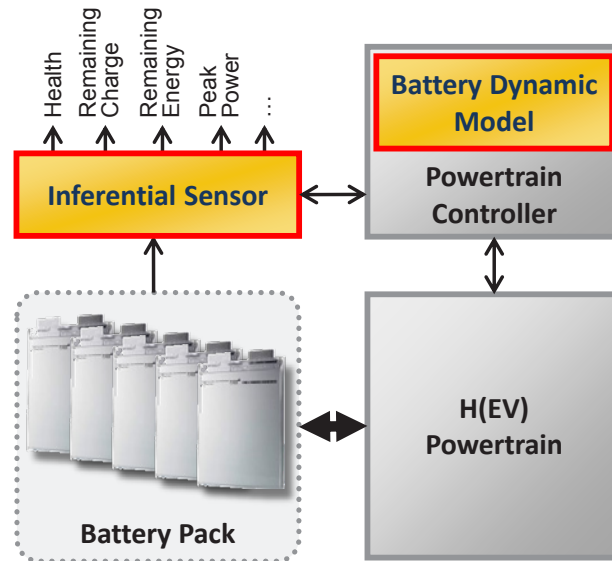 Health
Remaining
Charge
Remaining
Energy
Peak
Power
...
Battery Dynamic
Model
Inferential Sensor
Powertrain
Controller
H(EV)
Powertrain
Battery Pack